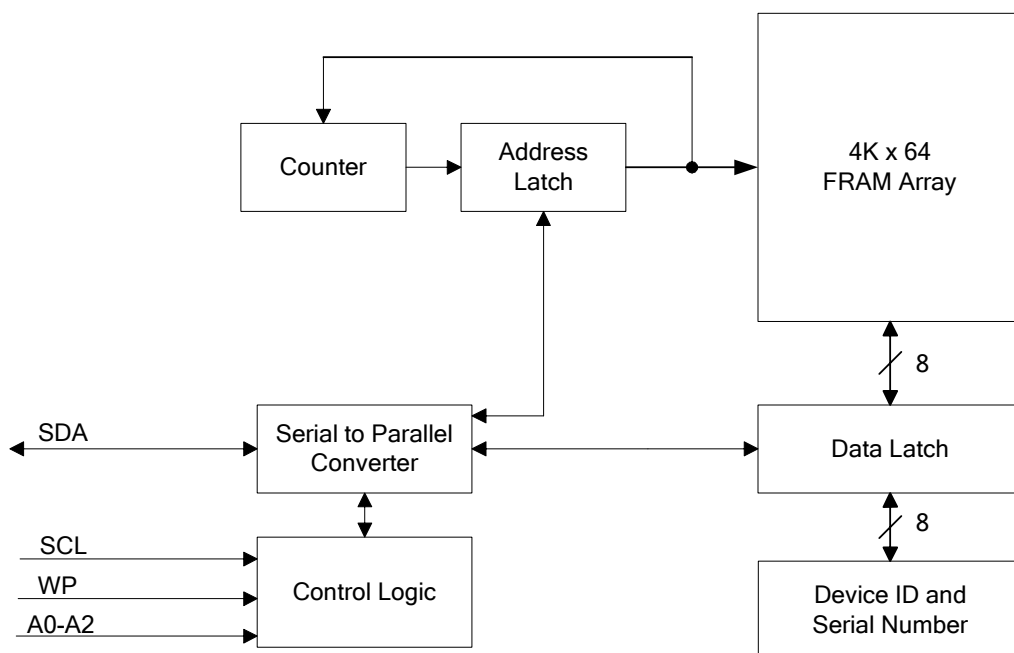 Counter
Address
Latch
4K x 64
FRAM Array
8
SDA
Serial to Parallel
Converter
Data Latch
8
SCL
WP
A0-A2
Control Logic
Device ID and
Serial Number